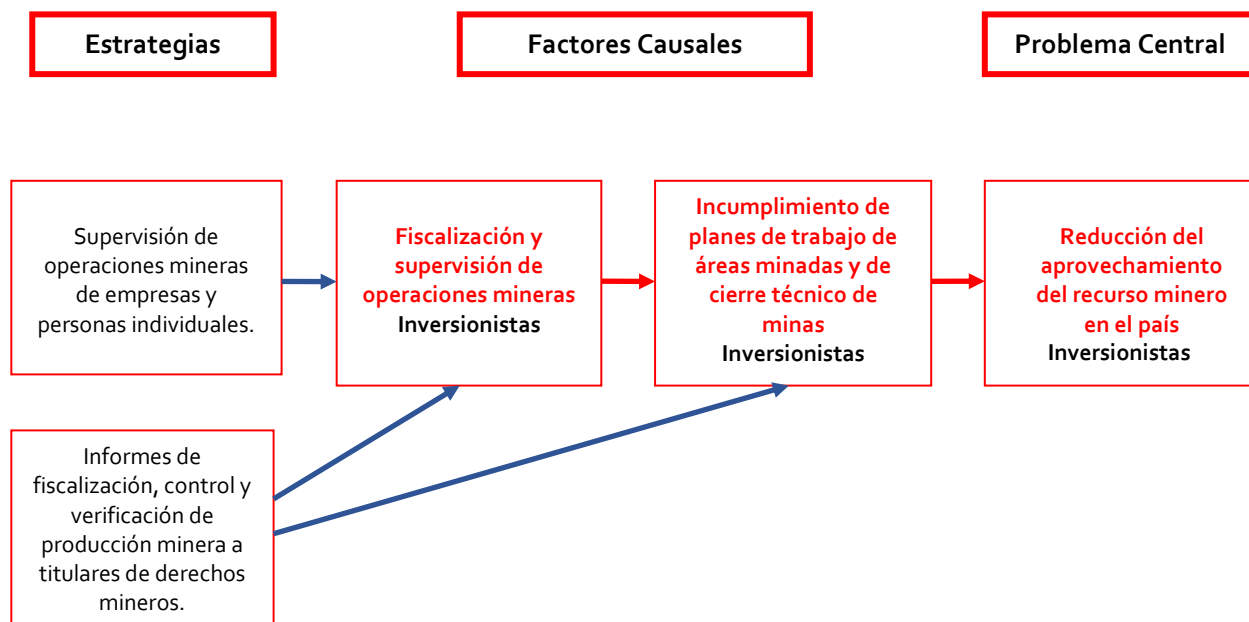 Estrategias
Factores Causales
Problema Central
Supervisión de
operaciones mineras
de empresas y
personas individuales.
Fiscalización y
supervisión de
operaciones mineras
Inversionistas
Incumplimiento de
planes de trabajo de
áreas minadas y de
cierre técnico de
minas
Inversionistas
Reducción del
aprovechamiento
del recurso minero
en el país
Inversionistas
Informes de
fiscalización, control y
verificación de
producción minera a
titulares de derechos
mineros.